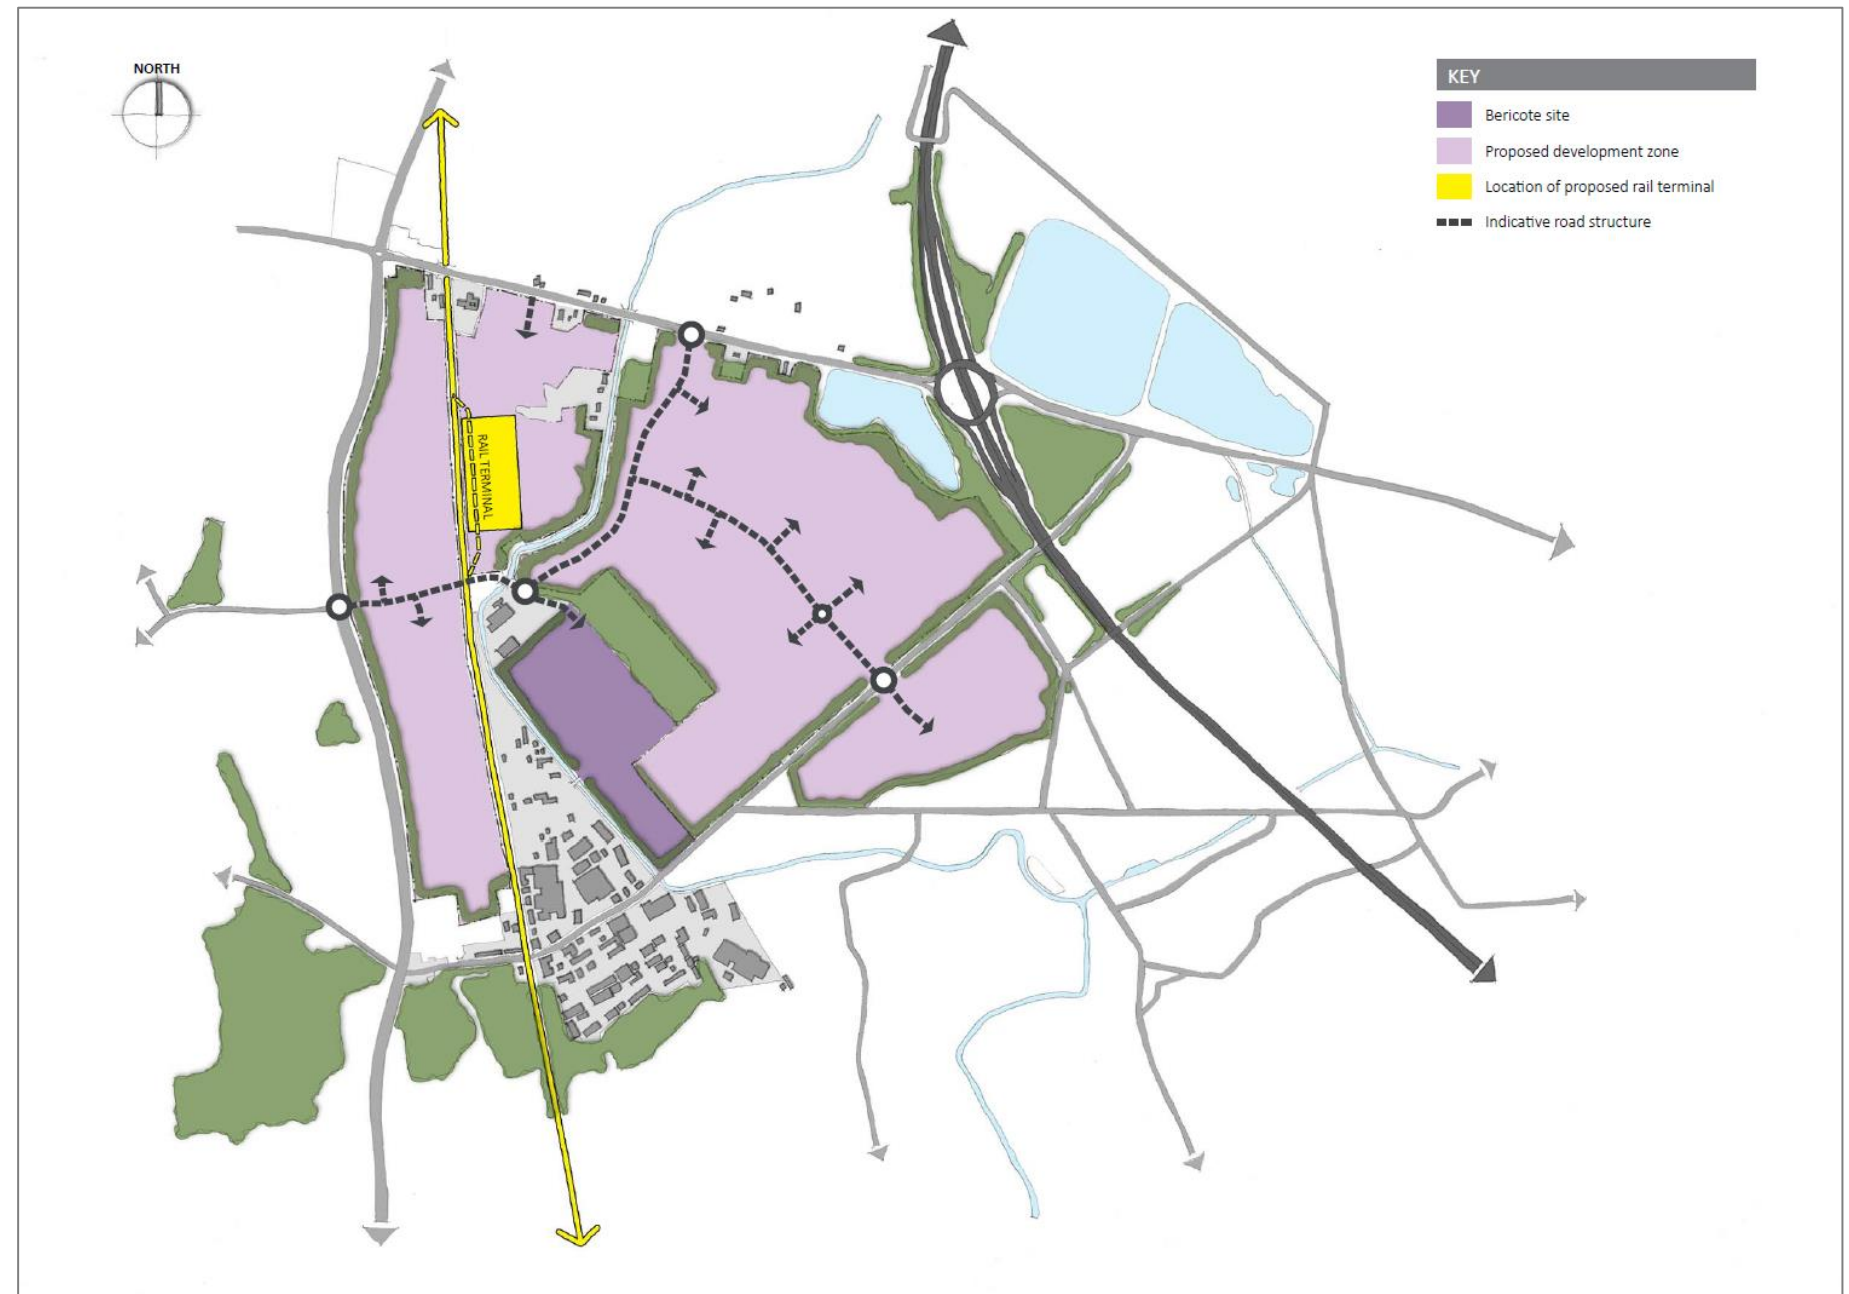 NORTH
KEY
Bericote site
Proposed development zone
Location of proposed rail terminal
Indicative road structure
RAIL TERMINAL